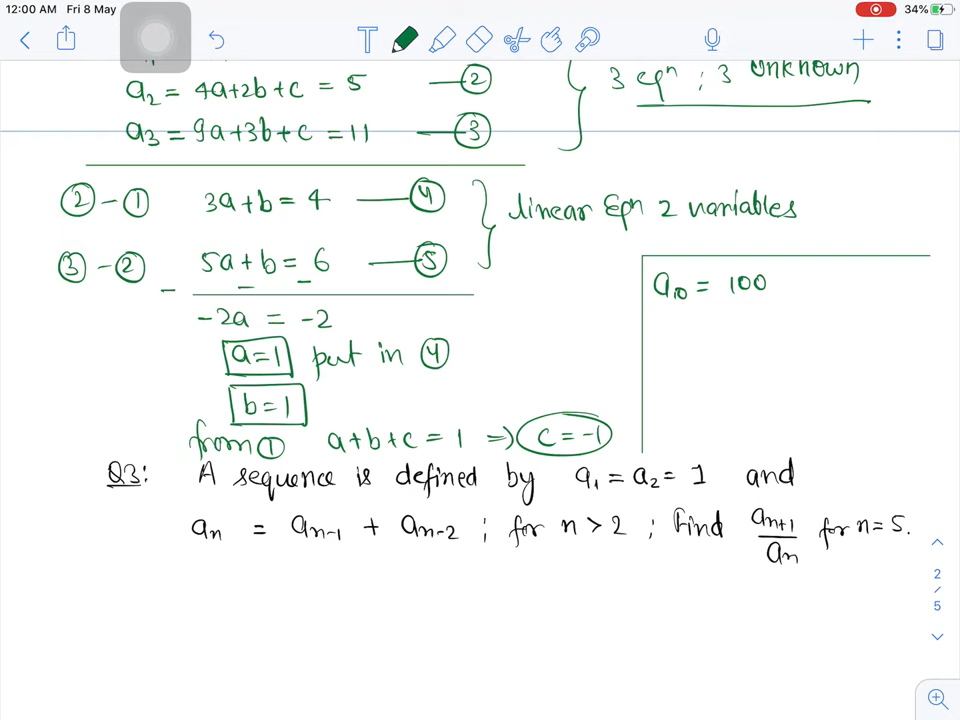 12:00 AM Fri 8 May 34%
a₂ = 4a+2b+c = 5 —②
a₃ = 9a+3b+c = 11 —③
3 eqⁿ ; 3 Unknown
②-① 3a+b = 4 —④
③-② 5a+b = 6 —⑤
linear Eqⁿ 2 variables
- - -
-2a = -2
a=1 put in ④
b=1
from ① a+b+c = 1 => c = -1
a₁₀ = 100
Q3: A sequence is defined by a₁ = a₂ = 1 and
aₙ = aₙ₋₁ + aₙ₋₂ ; for n > 2 ; Find aₙ₊₁/aₙ for n = 5.
2
/
5